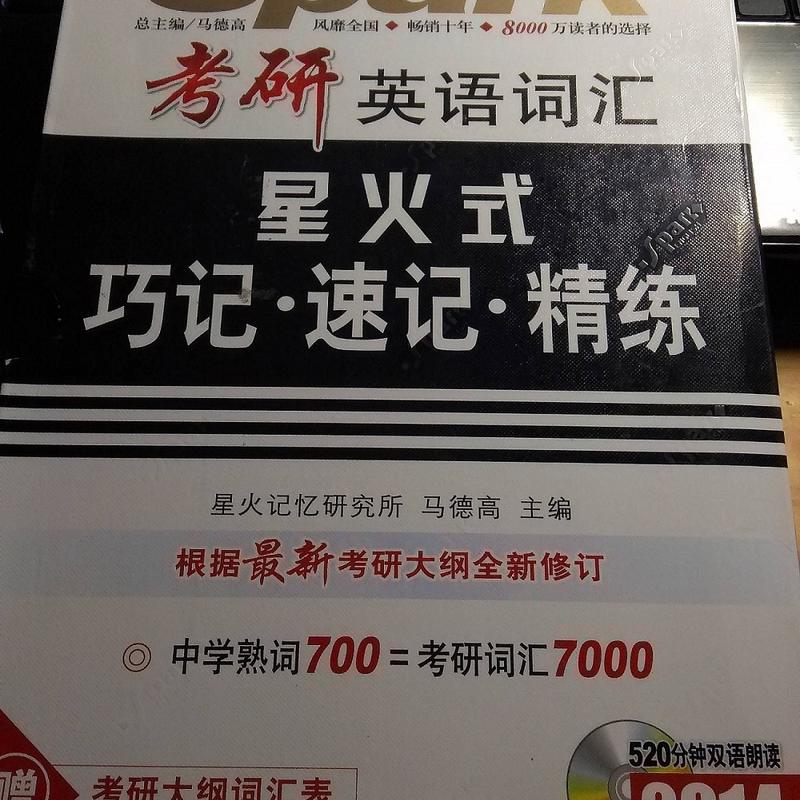 Spark
总主编/马德高 风靡全国◆畅销十年◆8000万读者的选择
考研 英语词汇
星火式
Spark
巧记·速记·精练
星火记忆研究所 马德高 主编
根据最新考研大纲全新修订
◎ 中学熟词700=考研词汇7000
520分钟双语朗读
赠 考研大纲词汇表
2014